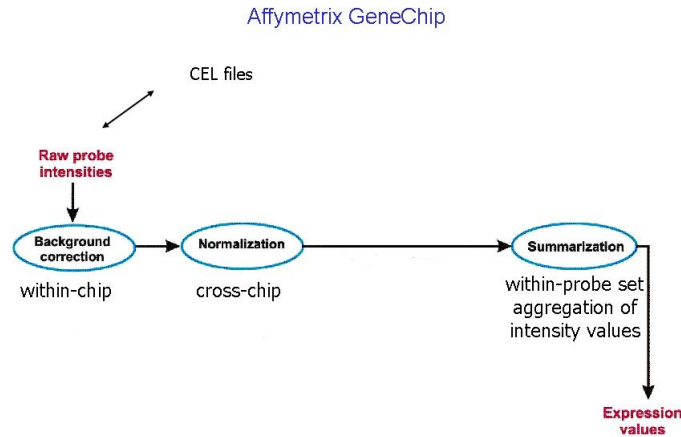 Affymetrix GeneChip
CEL files
Raw probe
intensities
Background
correction
within-chip
Normalization
cross-chip
Summarization
within-probe set
aggregation of
intensity values
Expression
values